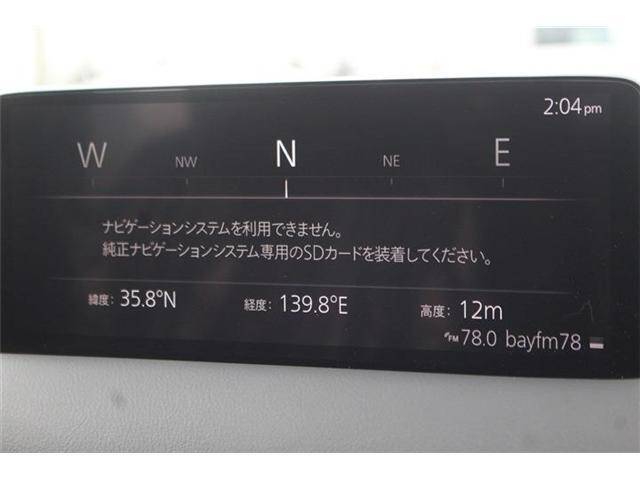 2:04pm
W NW N NE E
ナビゲーションシステムを利用できません。
純正ナビゲーションシステム専用のSDカードを装着してください。
緯度: 35.8°N 経度: 139.8°E 高度: 12m
FM 78.0 bayfm78